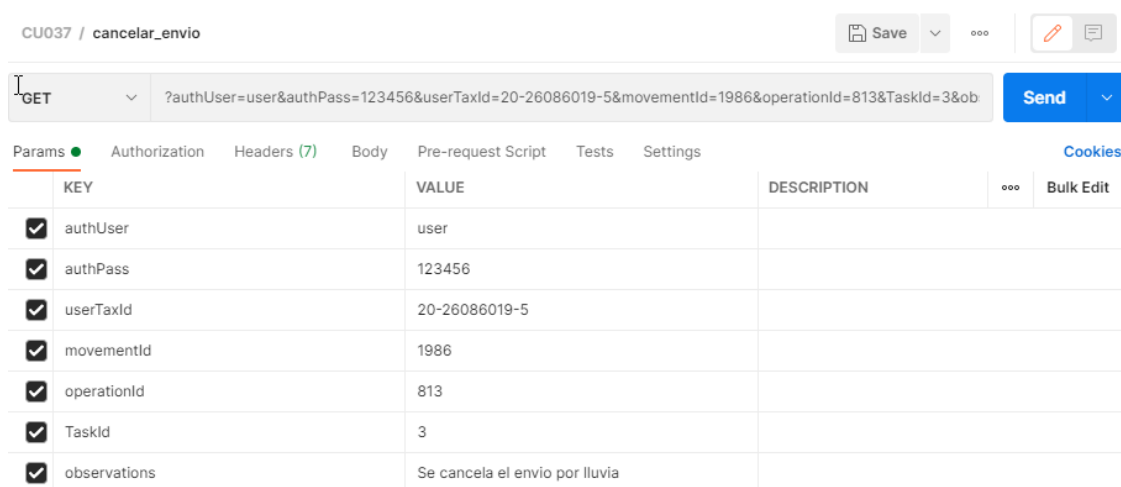 CU037 / cancelar_envio
Save
GET
?authUser=user&authPass=123456&userTaxId=20-26086019-5&movementId=1986&operationId=813&TaskId=3&ob
Send
Params Authorization Headers (7) Body Pre-request Script Tests Settings Cookies
KEY VALUE DESCRIPTION Bulk Edit
authUser user
authPass 123456
userTaxId 20-26086019-5
movementId 1986
operationId 813
TaskId 3
observations Se cancela el envio por lluvia